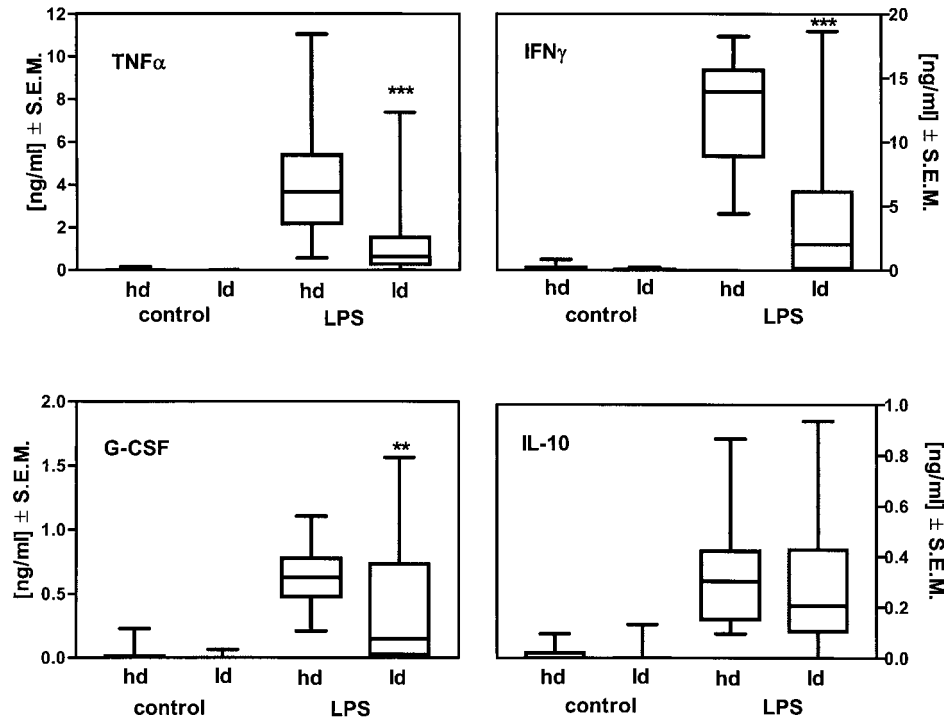 TNFα
[ng/ml] ± S.E.M.
12
10
8
6
4
2
0
***
hd ld hd ld
control LPS
IFNγ
[ng/ml] ± S.E.M.
20
15
10
5
0
***
hd ld hd ld
control LPS
G-CSF
[ng/ml] ± S.E.M.
2.0
1.5
1.0
0.5
0.0
**
hd ld hd ld
control LPS
IL-10
[ng/ml] ± S.E.M.
1.0
0.8
0.6
0.4
0.2
0.0
hd ld hd ld
control LPS